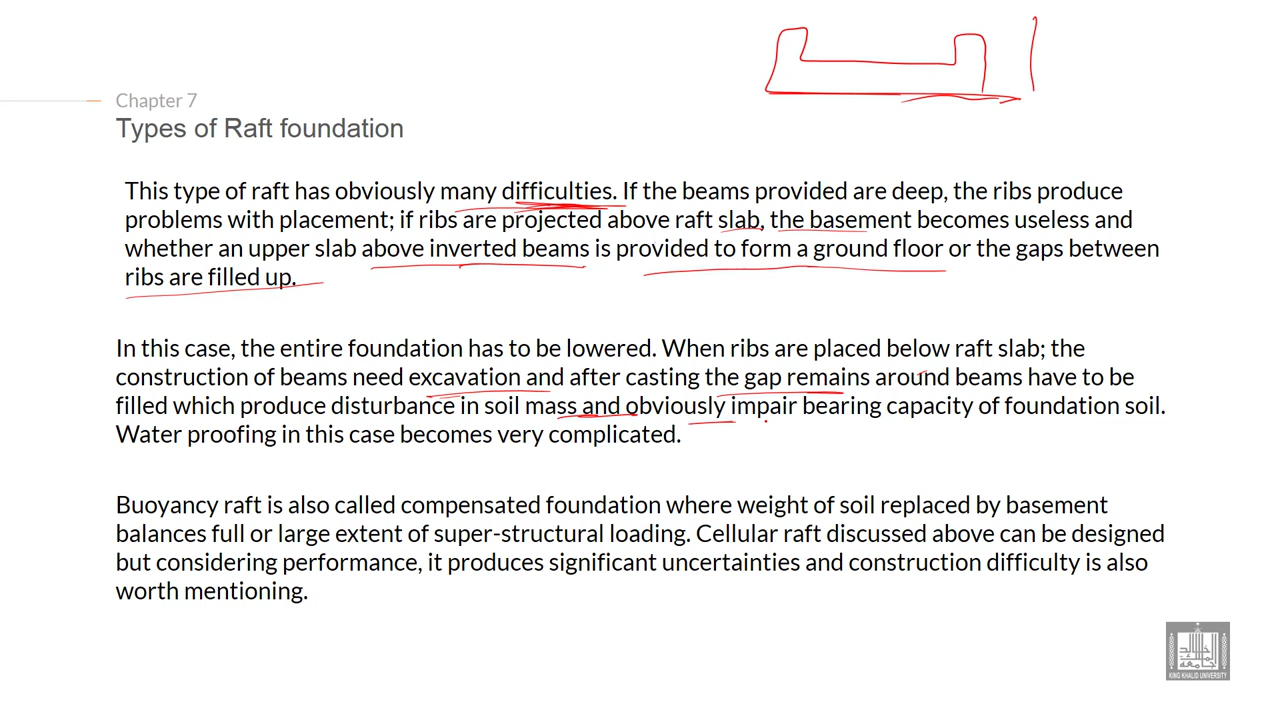 Chapter 7
Types of Raft foundation
This type of raft has obviously many difficulties. If the beams provided are deep, the ribs produce
problems with placement; if ribs are projected above raft slab, the basement becomes useless and
whether an upper slab above inverted beams is provided to form a ground floor or the gaps between
ribs are filled up.
In this case, the entire foundation has to be lowered. When ribs are placed below raft slab; the
construction of beams need excavation and after casting the gap remains around beams have to be
filled which produce disturbance in soil mass and obviously impair bearing capacity of foundation soil.
Water proofing in this case becomes very complicated.
Buoyancy raft is also called compensated foundation where weight of soil replaced by basement
balances full or large extent of super-structural loading. Cellular raft discussed above can be designed
but considering performance, it produces significant uncertainties and construction difficulty is also
worth mentioning.
KING KHALID UNIVERSITY